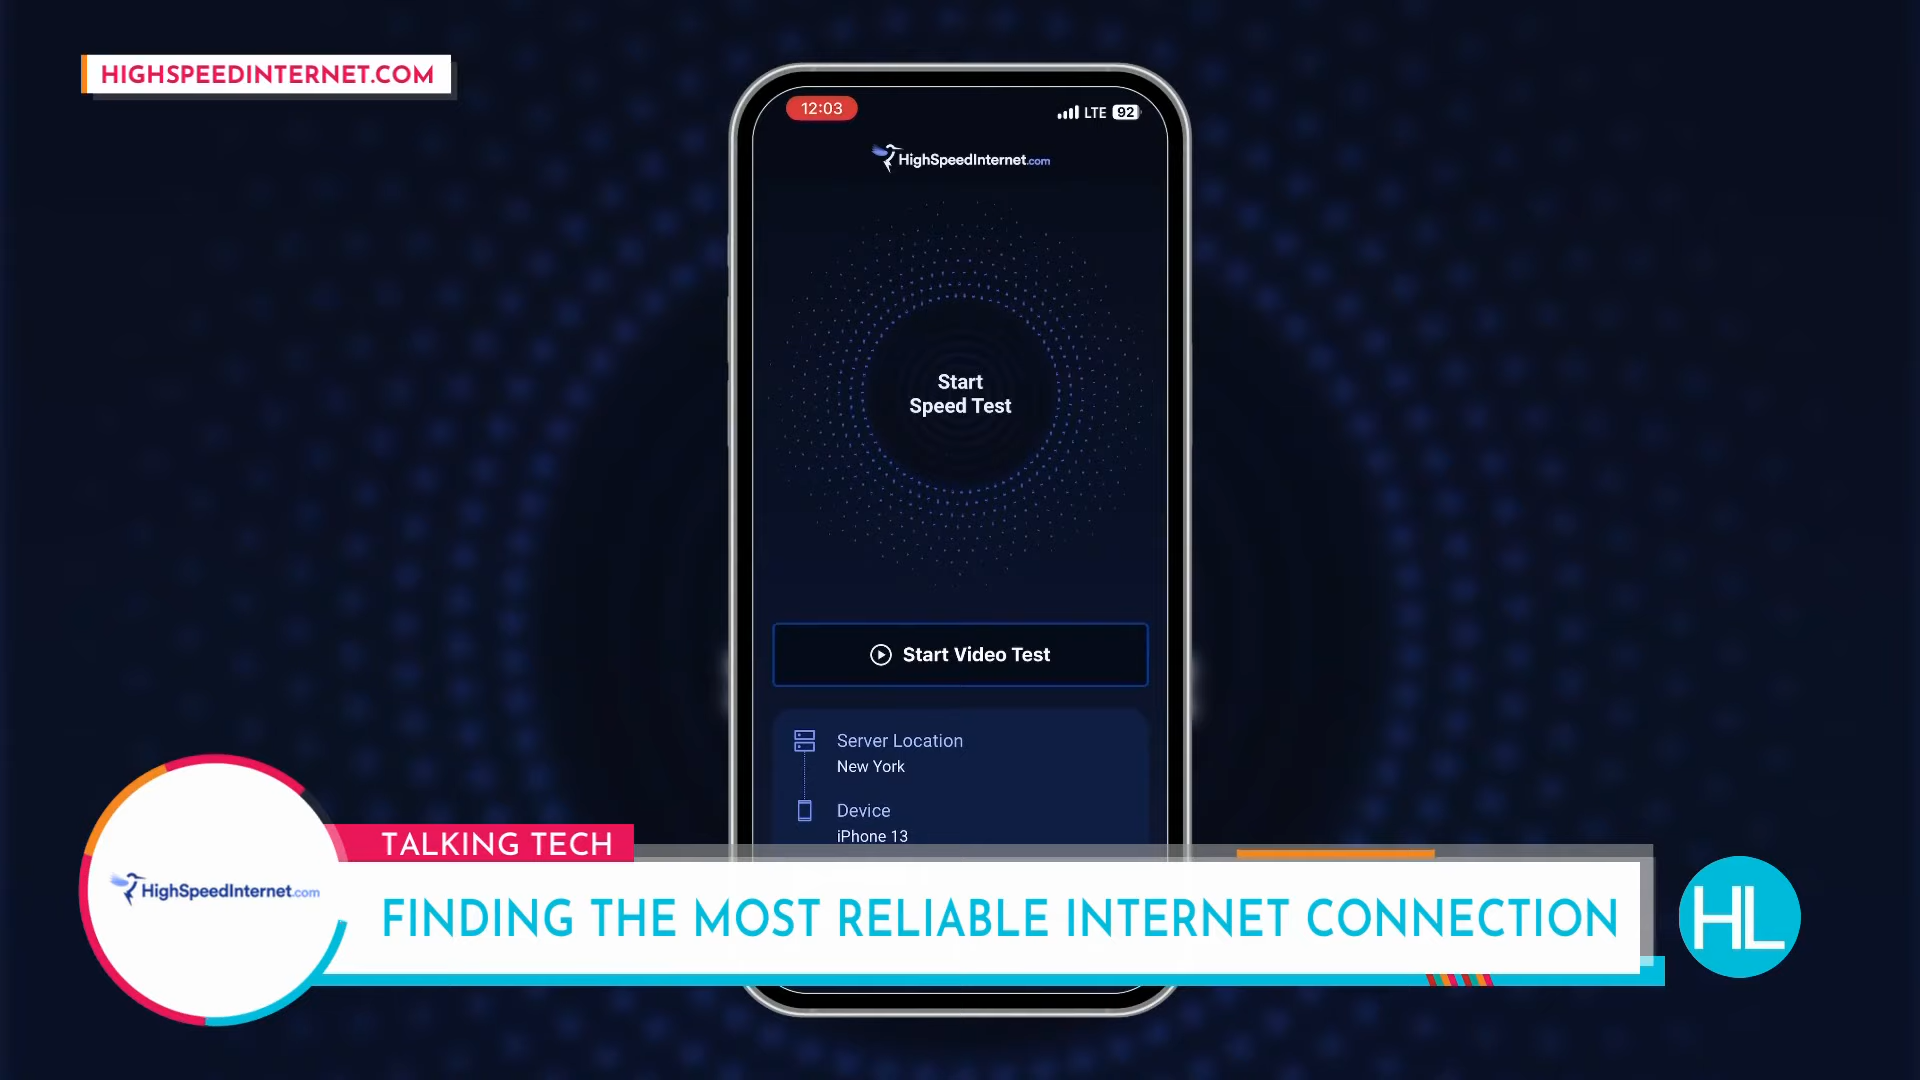 HIGHSPEEDINTERNET.COM
12:03
LTE 92
HighSpeedInternet.com
Start
Speed Test
Start Video Test
Server Location
New York
Device
iPhone 13
TALKING TECH
HighSpeedInternet.com
FINDING THE MOST RELIABLE INTERNET CONNECTION
HL